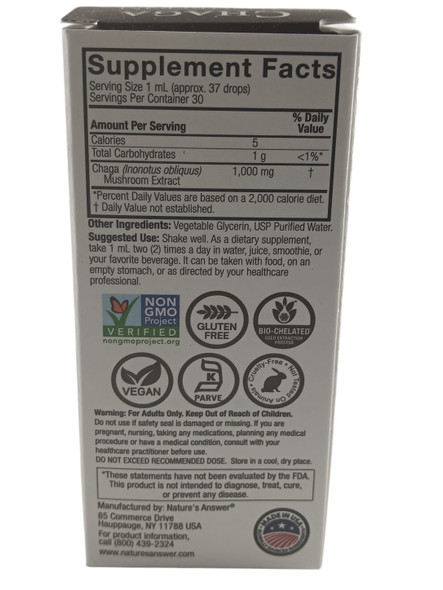 CHAGA
Supplement Facts
Serving Size 1 mL (approx. 37 drops)
Servings Per Container 30
Amount Per Serving % Daily Value
Calories 5
Total Carbohydrates 1 g <1%*
Chaga (Inonotus obliquus) 1,000 mg †
Mushroom Extract
*Percent Daily Values are based on a 2,000 calorie diet.
† Daily Value not established.
Other Ingredients: Vegetable Glycerin, USP Purified Water.
Suggested Use: Shake well. As a dietary supplement,
take 1 mL two (2) times a day in water, juice, smoothie, or
your favorite beverage. It can be taken with food, on an
empty stomach, or as directed by your healthcare
professional.
NON
GMO
Project
VERIFIED
nongmoproject.org
GLUTEN
FREE
BIO-CHELATED
COLD EXTRACTION
PROCESS
VEGAN
K
PARVE
Cruelty-Free • Not Tested On Animals
Warning: For Adults Only. Keep Out of Reach of Children.
Do not use if safety seal is damaged or missing. If you are
pregnant, nursing, taking any medications, planning any medical
procedure or have a medical condition, consult with your
healthcare practitioner before use.
DO NOT EXCEED RECOMMENDED DOSE. Store in a cool, dry place.
*These statements have not been evaluated by the FDA.
This product is not intended to diagnose, treat, cure,
or prevent any disease.
Manufactured by: Nature's Answer®
85 Commerce Drive
Hauppauge, NY 11788 USA
For product information,
call (800) 439-2324
www.naturesanswer.com
MADE IN USA